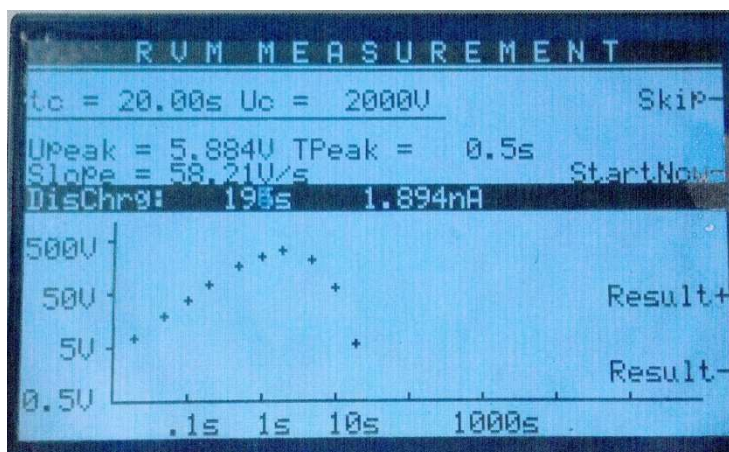 RVM MEASUREMENT
tc = 20.00s Uc = 2000V Skip-
Upeak = 5.884V TPeak = 0.5s
Slope = 58.21V/s StartNow-
DisChrg: s 1.894nA
500V
50V Result+
5V
Result-
0.5V
.1s 1s 10s 1000s